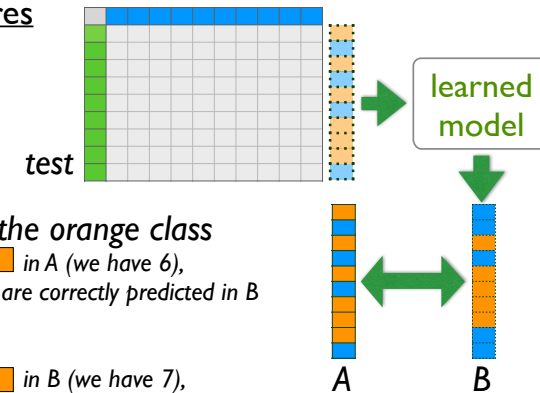 res
learned
model
test
the orange class
in A (we have 6),
are correctly predicted in B
in B (we have 7),
A
B